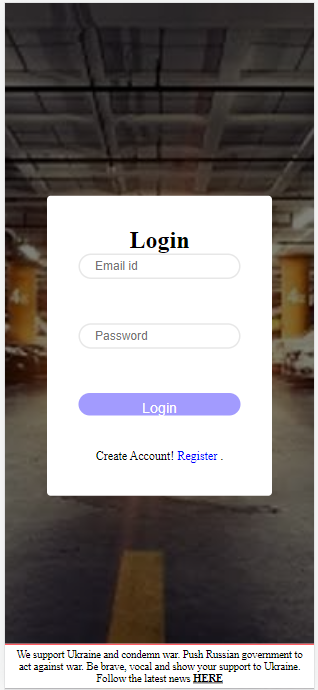 Login
Email id
Password
Login
Create Account! Register .
We support Ukraine and condemn war. Push Russian government to
act against war. Be brave, vocal and show your support to Ukraine.
Follow the latest news HERE